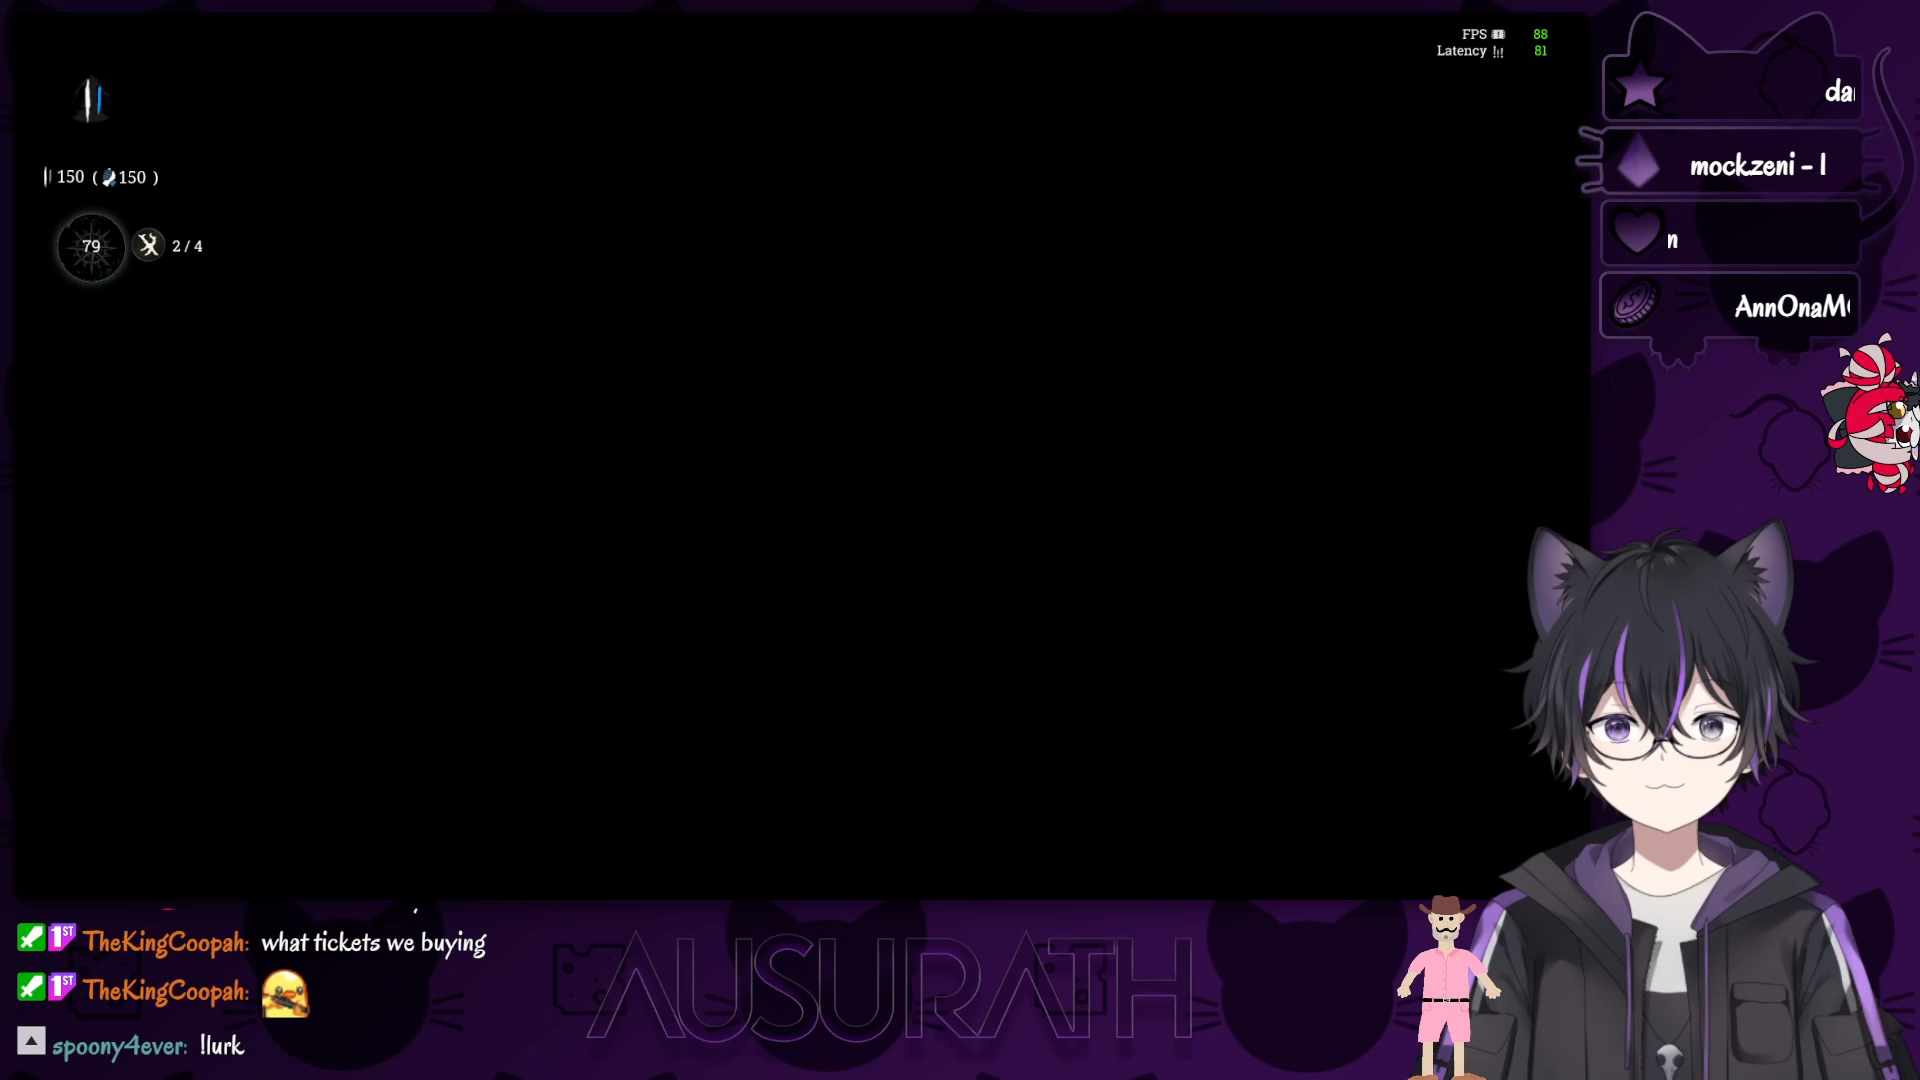 FPS 88
Latency 81
150 ( 150 )
79 2 / 4
da
mockzeni - 1
n
AnnOnaM
TheKingCoopah: what tickets we buying
TheKingCoopah:
spoony4ever: !lurk
AUSURATH